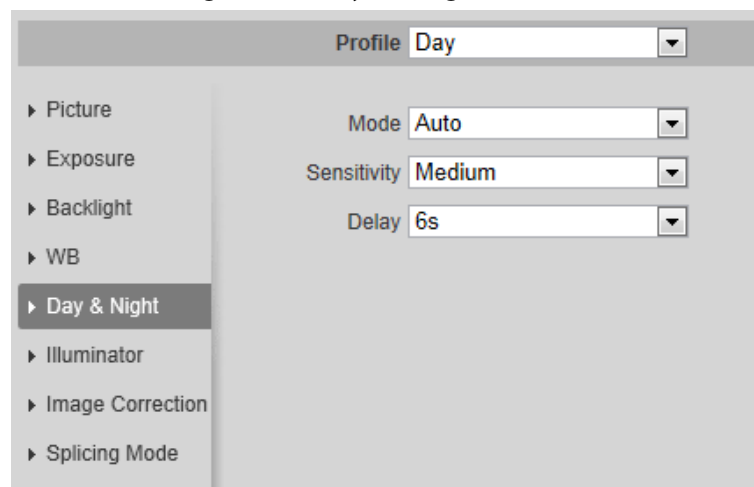 Profile Day
Picture
Mode Auto
Exposure
Sensitivity Medium
Backlight
Delay 6s
WB
Day & Night
Illuminator
Image Correction
Splicing Mode